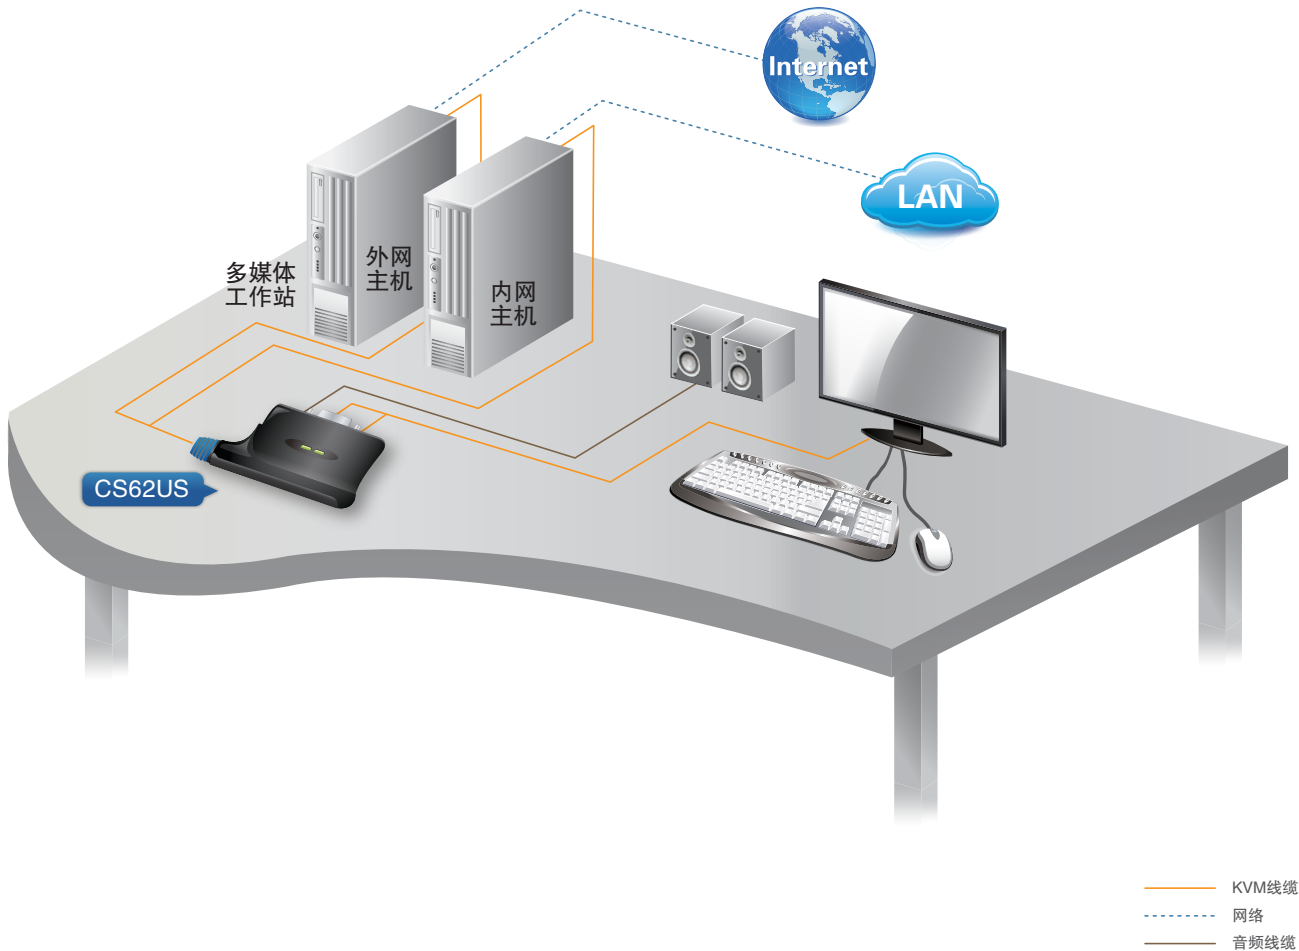 Internet
LAN
多媒体
工作站
外网
主机
内网
主机
CS62US
KVM线缆
网络
音频线缆